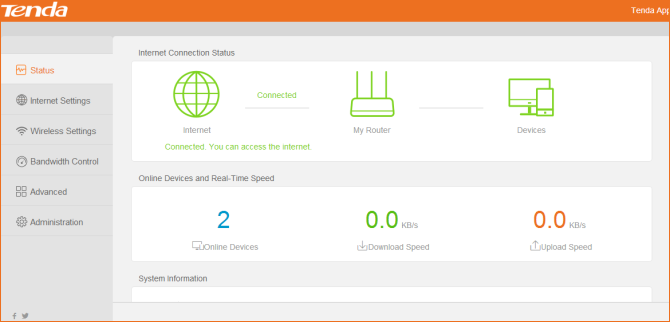 Tenda
Tenda App
Status
Internet Settings
Wireless Settings
Bandwidth Control
Advanced
Administration
Internet Connection Status
Connected
Internet
My Router
Devices
Connected. You can access the internet.
Online Devices and Real-Time Speed
2
0.0 KB/s
0.0 KB/s
Online Devices
Download Speed
Upload Speed
System Information